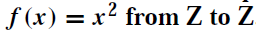 f(x) = x² from Z to Ẑ